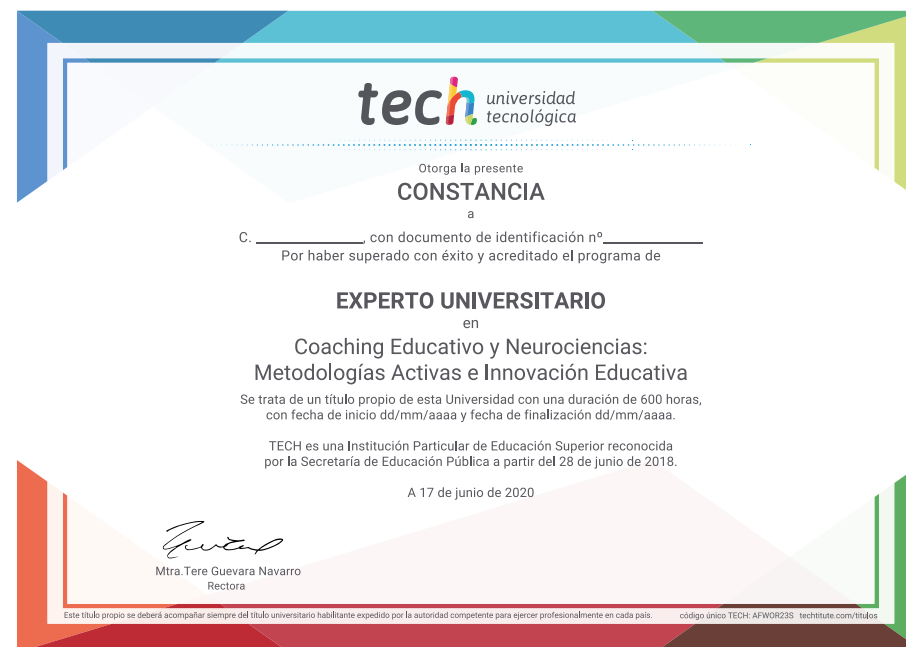 tech universidad
tecnológica
Otorga la presente
CONSTANCIA
a
C. ____________, con documento de identificación nº____________
Por haber superado con éxito y acreditado el programa de
EXPERTO UNIVERSITARIO
en
Coaching Educativo y Neurociencias:
Metodologías Activas e Innovación Educativa
Se trata de un título propio de esta Universidad con una duración de 600 horas,
con fecha de inicio dd/mm/aaaa y fecha de finalización dd/mm/aaaa.
TECH es una Institución Particular de Educación Superior reconocida
por la Secretaría de Educación Pública a partir del 28 de junio de 2018.
A 17 de junio de 2020
Mtra.Tere Guevara Navarro
Rectora
Este título propio se deberá acompañar siempre del título universitario habilitante expedido por la autoridad competente para ejercer profesionalmente en cada país. código único TECH: AFWOR23S techtitute.com/titulos